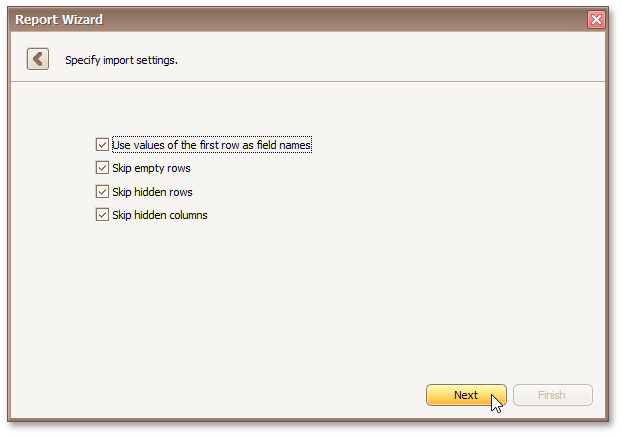 Report Wizard
Specify import settings.
Use values of the first row as field names
Skip empty rows
Skip hidden rows
Skip hidden columns
Next
Finish